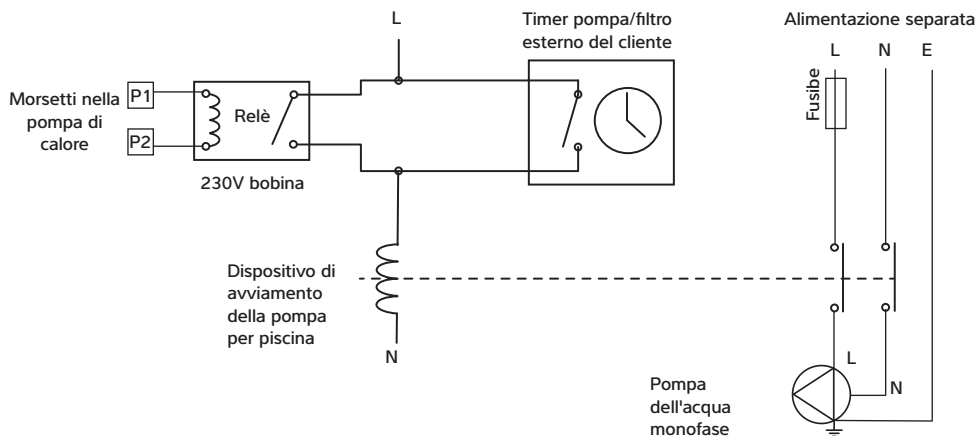 L
Timer pompa/filtro
esterno del cliente
Alimentazione separata
L N E
Morsetti nella
pompa di
calore
P1
P2
Relè
230V bobina
Fusibe
Dispositivo di
avviamento
della pompa
per piscina
N
L
N
Pompa
dell'acqua
monofase